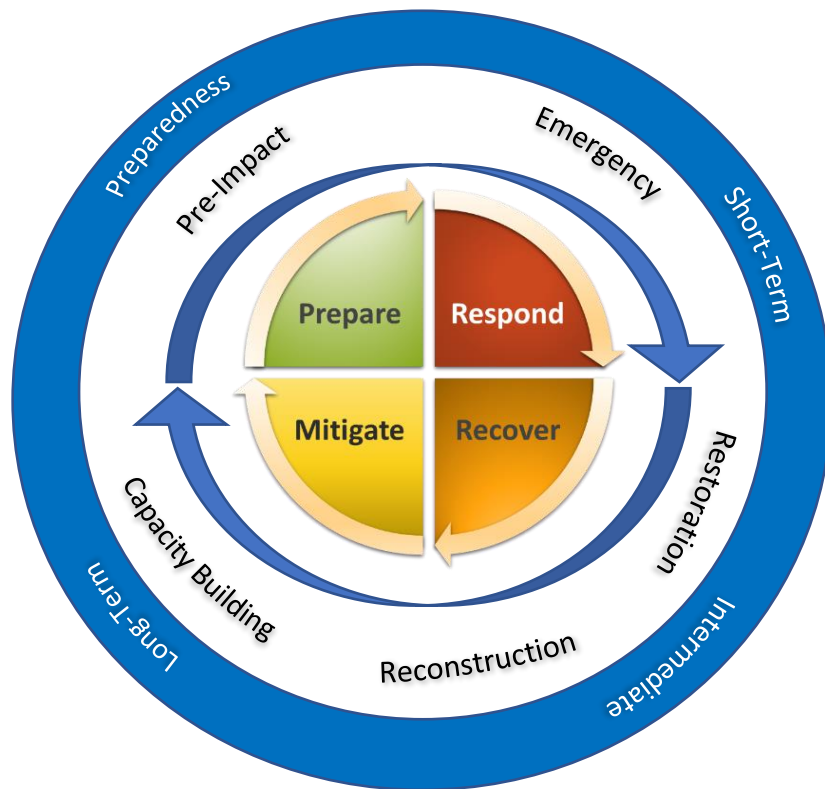 Preparedness
Pre-Impact
Emergency
Short-Term
Prepare
Respond
Mitigate
Recover
Restoration
Capacity Building
Reconstruction
Long-Term
Intermediate